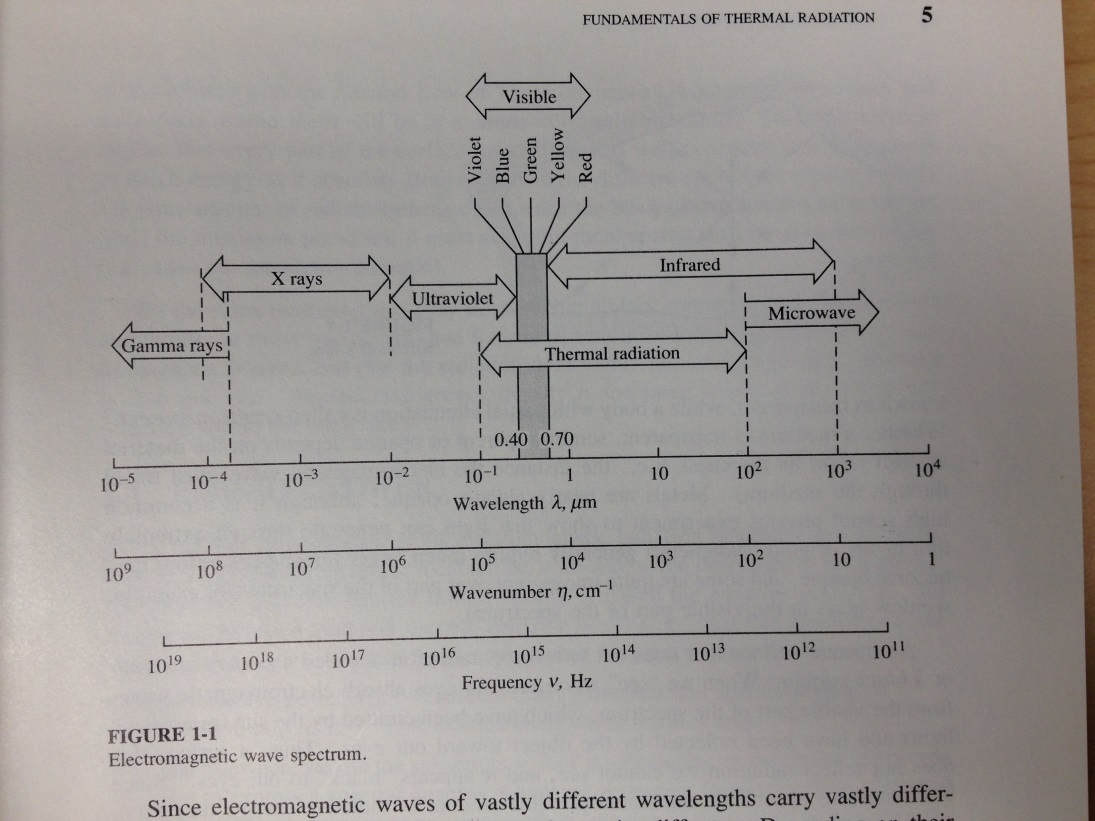 FUNDAMENTALS OF THERMAL RADIATION 5
Visible
Violet
Blue
Green
Yellow
Red
Infrared
X rays
Ultraviolet
Microwave
Gamma rays
Thermal radiation
0.40 0.70
10⁻⁵ 10⁻⁴ 10⁻³ 10⁻² 10⁻¹ 1 10 10² 10³ 10⁴
Wavelength λ, μm
10⁹ 10⁸ 10⁷ 10⁶ 10⁵ 10⁴ 10³ 10² 10 1
Wavenumber η, cm⁻¹
10¹⁹ 10¹⁸ 10¹⁷ 10¹⁶ 10¹⁵ 10¹⁴ 10¹³ 10¹² 10¹¹
Frequency ν, Hz
FIGURE 1-1
Electromagnetic wave spectrum.
Since electromagnetic waves of vastly different wavelengths carry vastly differ-